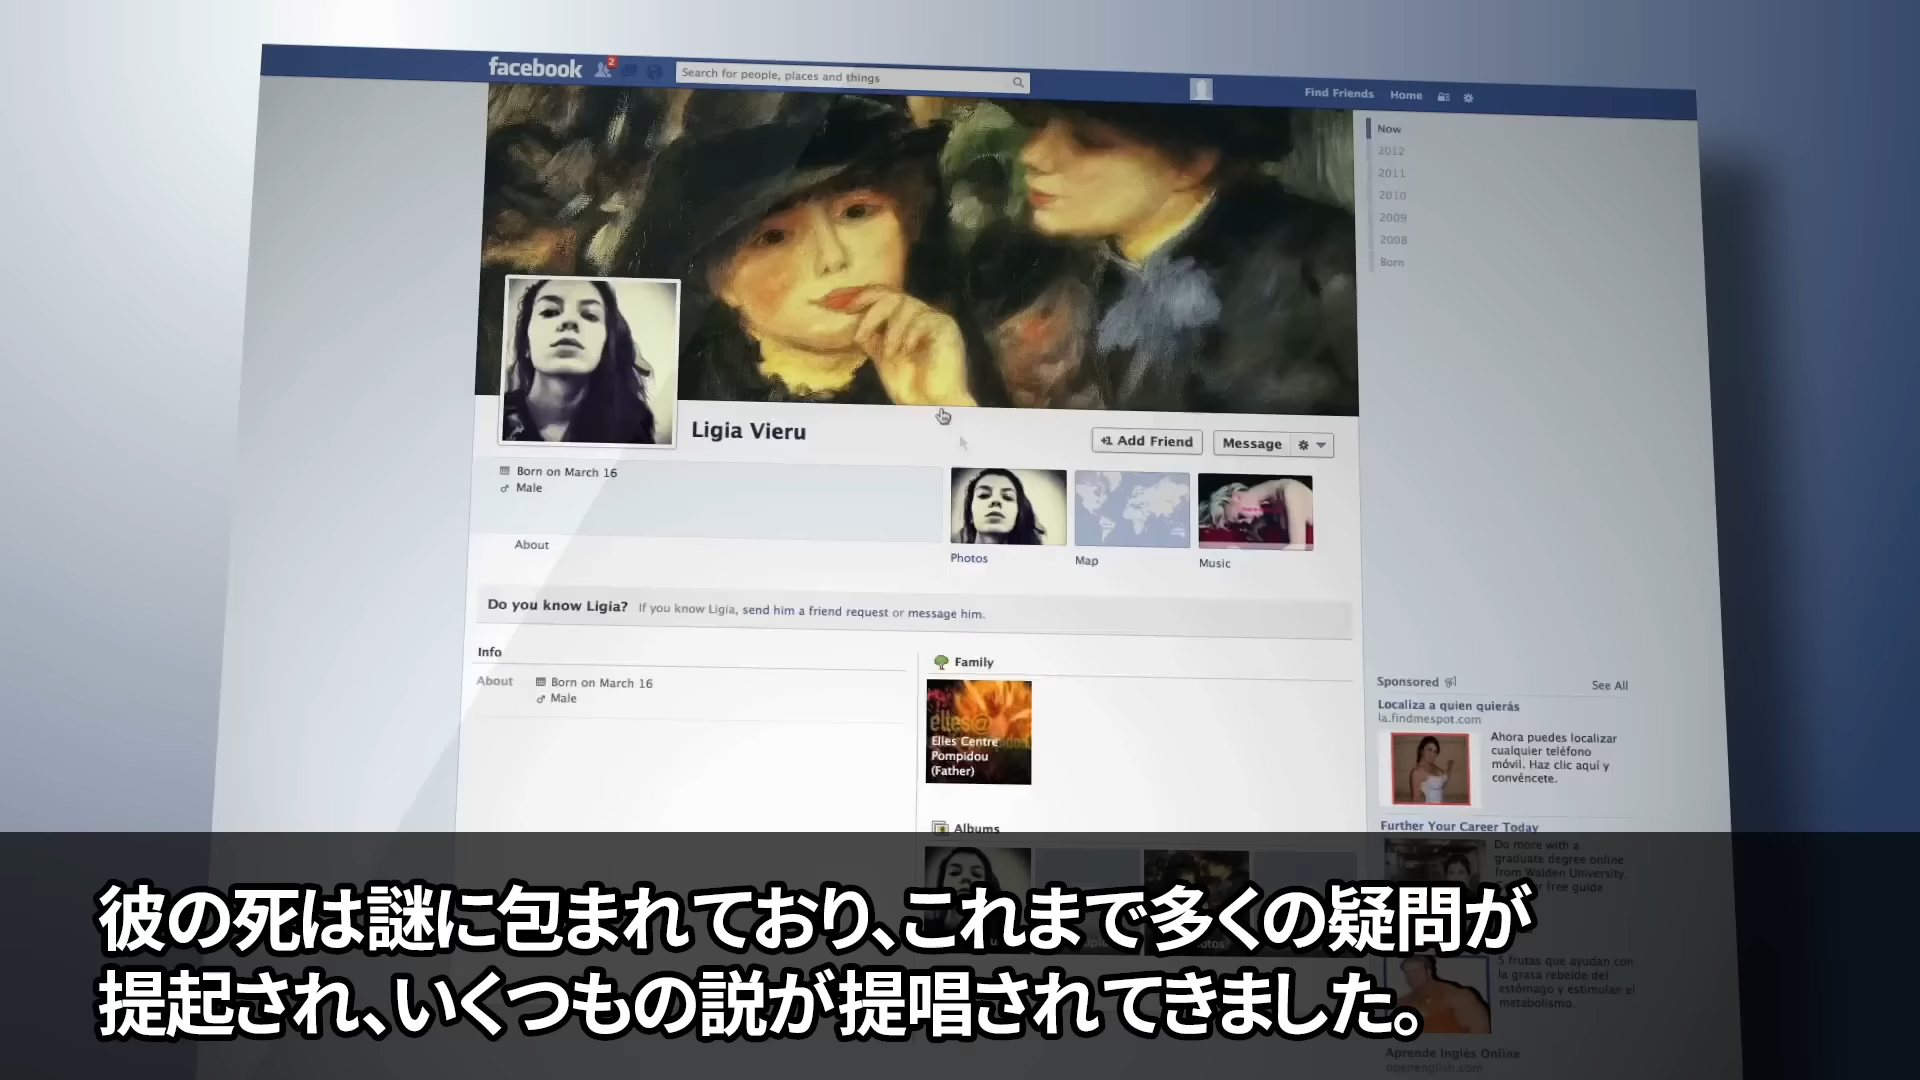 facebook
2
Search for people, places and things
Find Friends
Home
Now
2012
2011
2010
2009
2008
Born
Ligia Vieru
+1 Add Friend
Message
Born on March 16
Male
About
Photos
Map
Music
Do you know Ligia? If you know Ligia, send him a friend request or message him.
Info
About
Born on March 16
Male
Family
elles@
Elles Centre
Pompidou
(Father)
Albums
Sponsored
See All
Localiza a quien quierás
la.findmespot.com
Ahora puedes localizar
cualquier teléfono
móvil. Haz clic aquí y
convéncete.
Further Your Career Today
Do more with a
graduate degree online
from Walden University.
free guide
5 frutas que ayudan con
la grasa rebelde del
estómago y estimulan el
metabolismo.
Aprende Inglés Online
openenglish.com
彼の死は謎に包まれており、これまで多くの疑問が
提起され、いくつもの説が提唱されてきました。